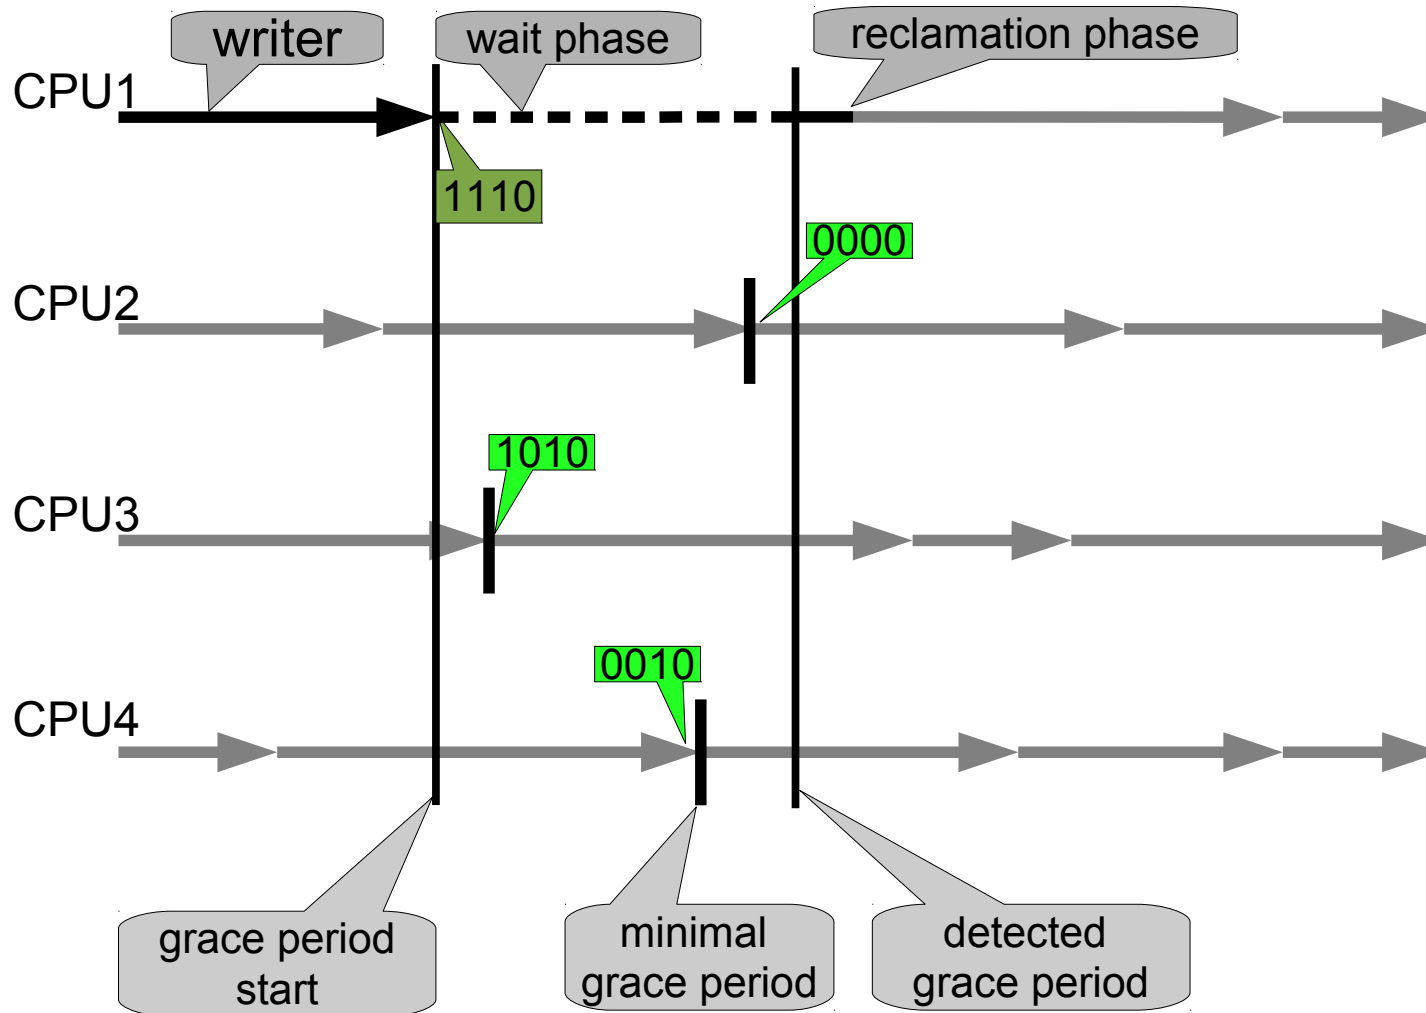 writer
wait phase
reclamation phase
CPU1
1110
0000
CPU2
1010
CPU3
0010
CPU4
grace period
start
minimal
grace period
detected
grace period